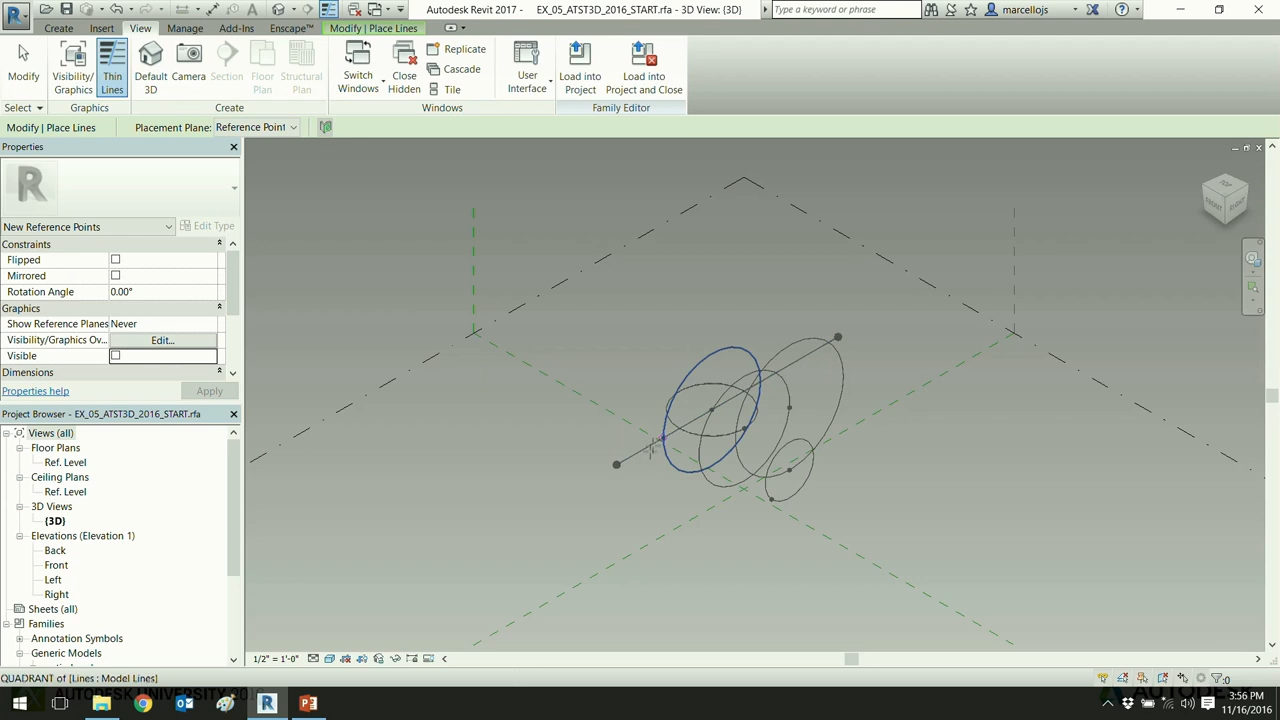 Autodesk Revit 2017 - EX_05_ATST3D_2016_START.rfa - 3D View: {3D}
Type a keyword or phrase
marcellojs
Create Insert View Manage Add-Ins Enscape™ Modify | Place Lines
Modify
Visibility/ Graphics
Thin Lines
Default 3D
Camera
Section
Floor Plan
Structural Plan
Switch Windows
Close Hidden
Replicate
Cascade
Tile
User Interface
Load into Project
Load into Project and Close
Select Graphics Create Windows Family Editor
Modify | Place Lines Placement Plane: Reference Point
Properties
R
New Reference Points Edit Type
Constraints
Flipped
Mirrored
Rotation Angle 0.00°
Graphics
Show Reference Planes Never
Visibility/Graphics Ov... Edit...
Visible
Dimensions
Properties help Apply
Project Browser - EX_05_ATST3D_2016_START.rfa
Views (all)
Floor Plans
Ref. Level
Ceiling Plans
Ref. Level
3D Views
{3D}
Elevations (Elevation 1)
Back
Front
Left
Right
Sheets (all)
Families
Annotation Symbols
Generic Models
TOP
FRONT
RIGHT
1/2" = 1'-0"
QUADRANT of [Lines : Model Lines]
:0
AUTODESK UNIVERSITY
3:56 PM
11/16/2016